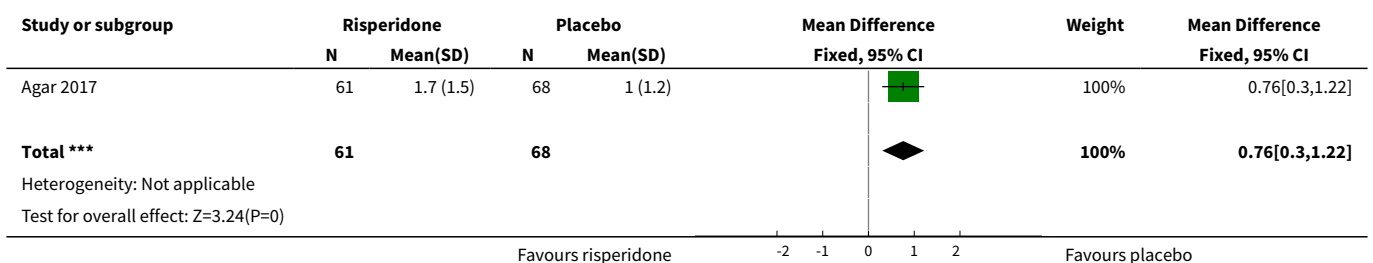 Study or subgroup Risperidone Placebo Mean Difference Weight Mean Difference
N Mean(SD) N Mean(SD) Fixed, 95% CI Fixed, 95% CI
Agar 2017 61 1.7 (1.5) 68 1 (1.2) 100% 0.76[0.3,1.22]
Total *** 61 68 100% 0.76[0.3,1.22]
Heterogeneity: Not applicable
Test for overall effect: Z=3.24(P=0)
Favours risperidone -2 -1 0 1 2 Favours placebo